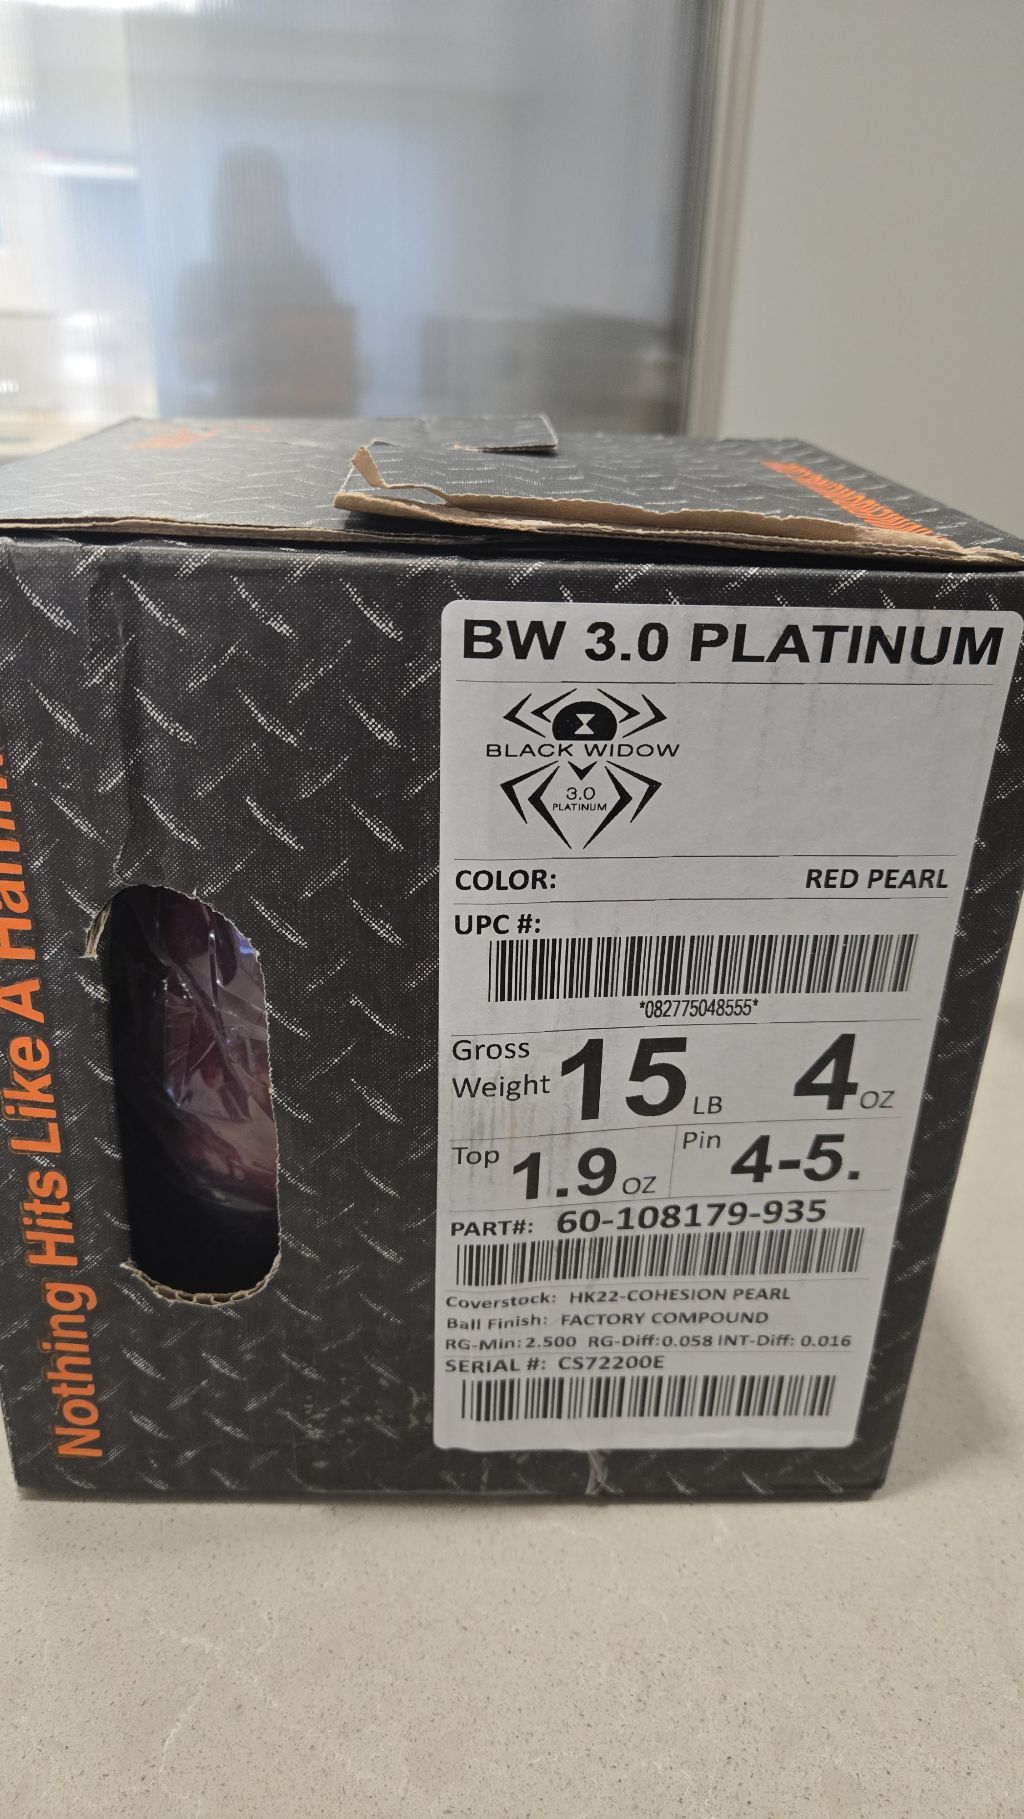 BW 3.0 PLATINUM
BLACK WIDOW
3.0
PLATINUM
COLOR: RED PEARL
UPC #:
*082775048555*
Gross Weight 15 LB 4 OZ
Top 1.9 OZ Pin 4-5.
PART#: 60-108179-935
Coverstock: HK22-COHESION PEARL
Ball Finish: FACTORY COMPOUND
RG-Min: 2.500 RG-Diff: 0.058 INT-Diff: 0.016
SERIAL #: CS72200E
Nothing Hits Like A